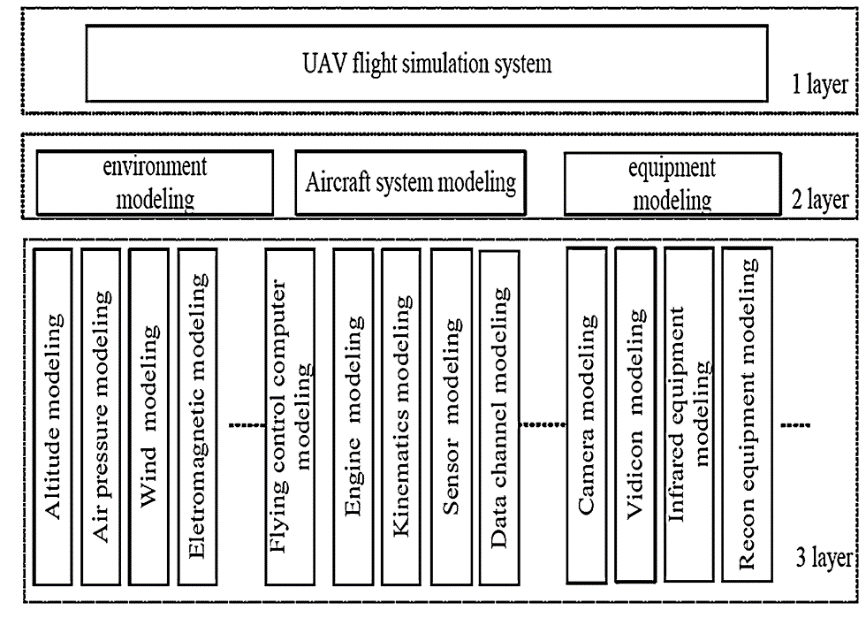 UAV flight simulation system
1 layer
environment
modeling
Aircraft system modeling
equipment
modeling
2 layer
Altitude modeling
Air pressure modeling
Wind modeling
Eletromagnetic modeling
Flying control computer
modeling
Engine modeling
Kinematics modeling
Sensor modeling
Data channel modeling
Camera modeling
Vidicon modeling
Infrared equipment
modeling
Recon equipment modeling
3 layer